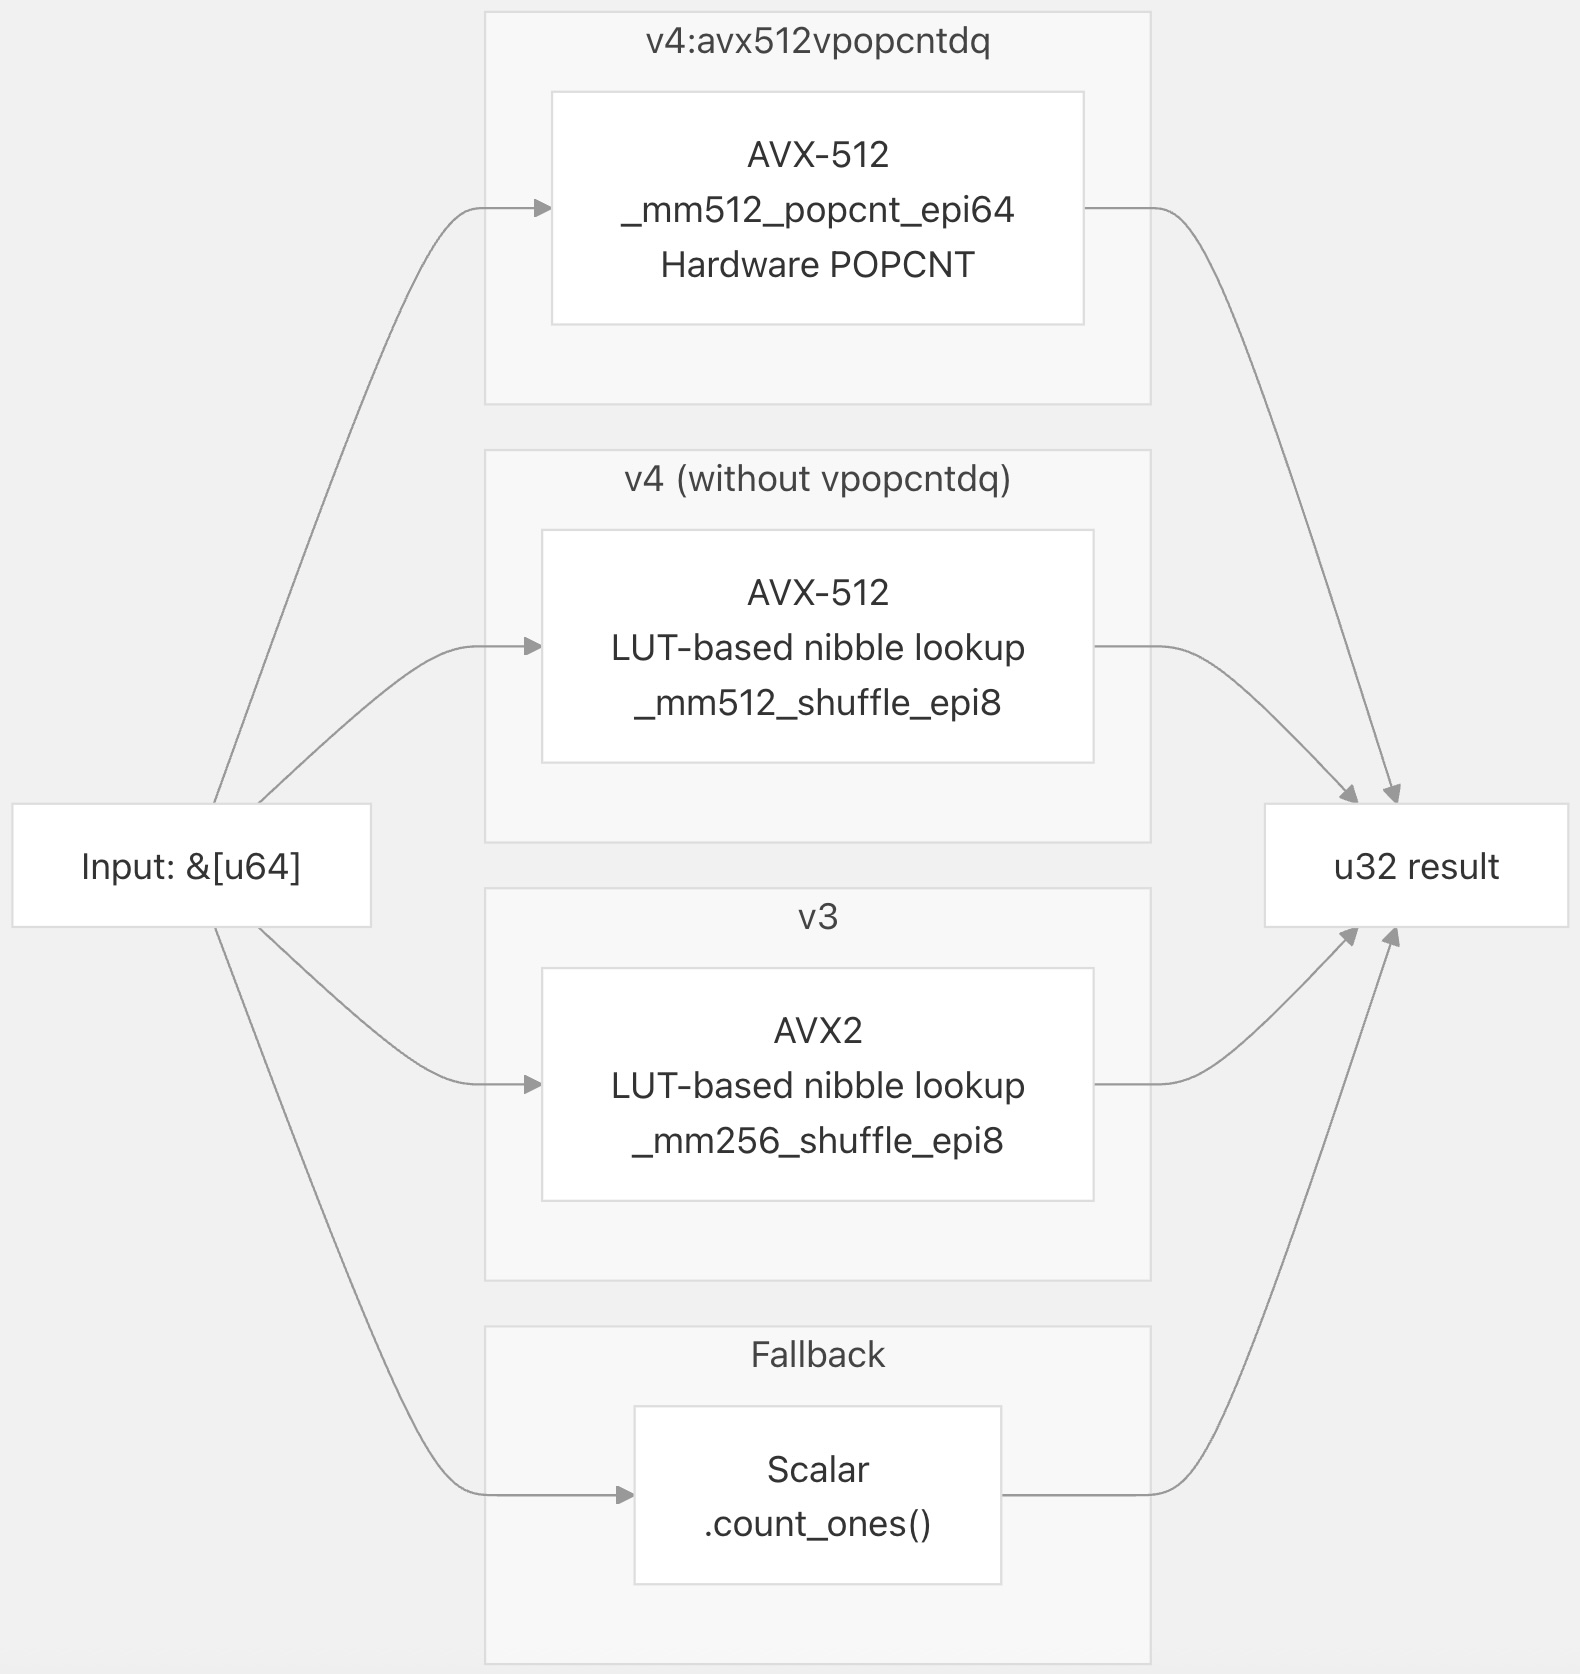 v4:avx512vpopcntdq
AVX-512
_mm512_popcnt_epi64
Hardware POPCNT
v4 (without vpopcntdq)
AVX-512
LUT-based nibble lookup
_mm512_shuffle_epi8
Input: &[u64]
u32 result
v3
AVX2
LUT-based nibble lookup
_mm256_shuffle_epi8
Fallback
Scalar
.count_ones()